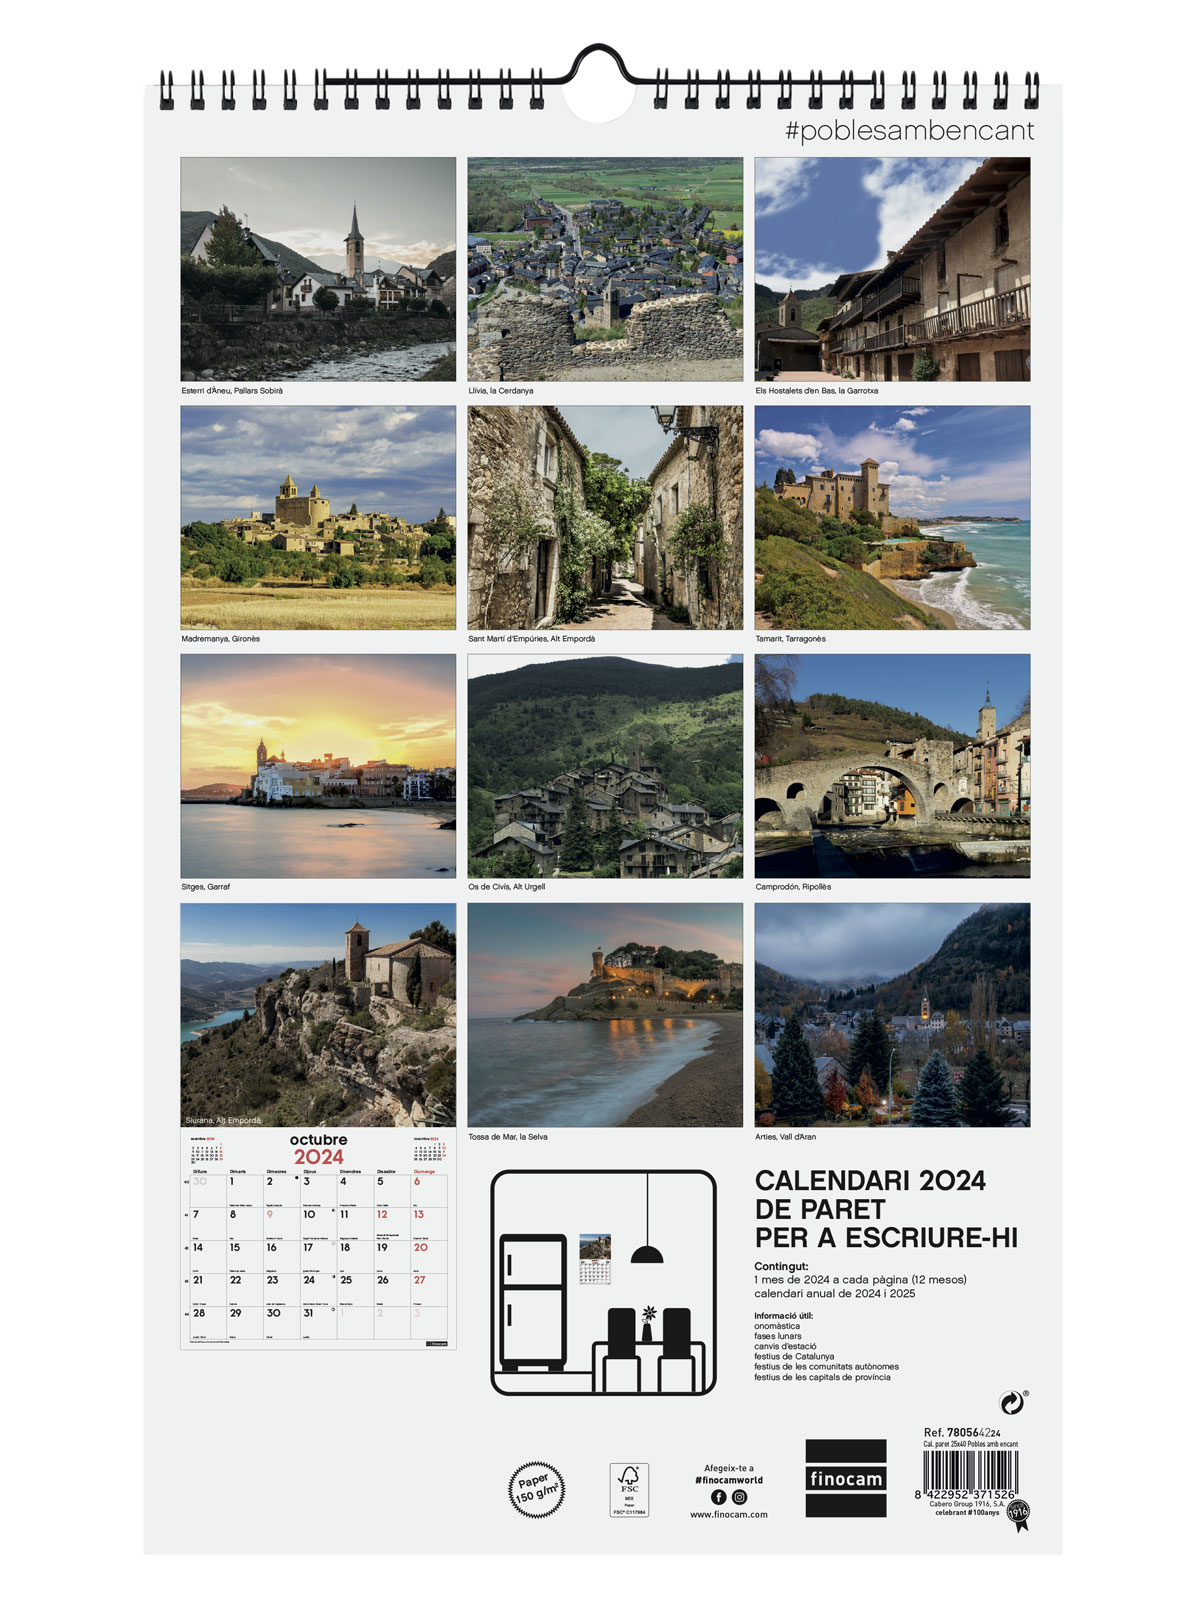 #poblesambencant
Esterri d'Àneu, Pallars Sobirà
Llívia, la Cerdanya
Els Hostalets d'en Bas, la Garrotxa
Madremanya, Gironès
Sant Martí d'Empúries, Alt Empordà
Tamarit, Tarragonès
Sitges, Garraf
Os de Civís, Alt Urgell
Camprodón, Ripollès
Siurana, Alt Empordà
Tossa de Mar, la Selva
Arties, Vall d'Aran
octubre
2024
Dilluns Dimarts Dimecres Dijous Divendres Dissabte Diumenge
30 1 2 3 4 5 6
7 8 9 10 11 12 13
14 15 16 17 18 19 20
21 22 23 24 25 26 27
28 29 30 31 1 2 3
finocam
CALENDARI 2024
DE PARET
PER A ESCRIURE-HI
Contingut:
1 mes de 2024 a cada pàgina (12 mesos)
calendari anual de 2024 i 2025
Informació útil:
onomàstica
fases lunars
canvis d'estació
festius de Catalunya
festius de les comunitats autònomes
festius de les capitals de província
Paper
150 g/m²
FSC
MIX
Paper
FSC® C117984
Afegeix-te a
#finocamworld
www.finocam.com
finocam
®
Ref. 780564224
Cal. paret 25x40 Pobles amb encant
8 422952 371526
Cabero Group 1916, S.A.
celebrant #100anys
1916